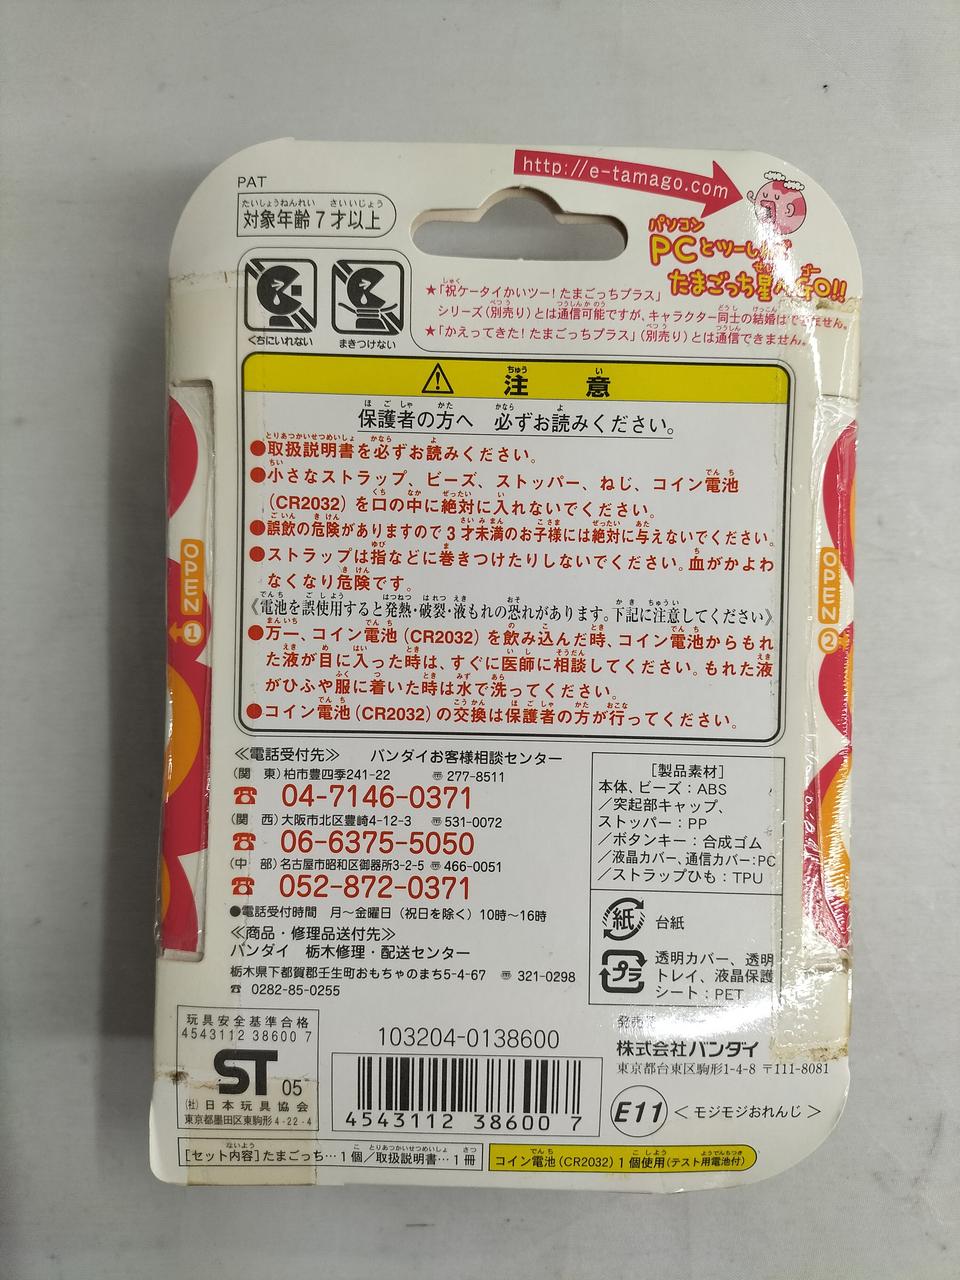 PAT
対象年齢7才以上
たいしょうねんれい さいいじょう
http://e-tamago.com
パソコン
PCとツーしん
たまごっち星へGO!!
くちにいれない
まきつけない
★「祝ケータイかいツー!たまごっちプラス」
シリーズ(別売り)とは通信可能ですが、キャラクター同士の結婚はできません。
★「かえってきた!たまごっちプラス」(別売り)とは通信できません。
注意
保護者の方へ 必ずお読みください。
●取扱説明書を必ずお読みください。
●小さなストラップ、ビーズ、ストッパー、ねじ、コイン電池
(CR2032)を口の中に絶対に入れないでください。
●誤飲の危険がありますので3才未満のお子様には絶対に与えないでください。
●ストラップは指などに巻きつけたりしないでください。血がかよわ
なくなり危険です。
《電池を誤使用すると発熱・破裂・液もれの恐れがあります。下記に注意してください》
●万一、コイン電池(CR2032)を飲み込んだ時、コイン電池からもれ
た液が目に入った時は、すぐに医師に相談してください。もれた液
がひふや服に着いた時は水で洗ってください。
●コイン電池(CR2032)の交換は保護者の方が行ってください。
OPEN
1
OPEN
2
≪電話受付先≫ バンダイお客様相談センター
(関 東)柏市豊四季241-22 〒277-8511
☎ 04-7146-0371
(関 西)大阪市北区豊崎4-12-3 〒531-0072
☎ 06-6375-5050
(中 部)名古屋市昭和区御器所3-2-5 〒466-0051
☎ 052-872-0371
●電話受付時間 月〜金曜日(祝日を除く)10時〜16時
≪商品・修理品送付先≫
バンダイ 栃木修理・配送センター
栃木県下都賀郡壬生町おもちゃのまち5-4-67 〒321-0298
☎ 0282-85-0255
[製品素材]
本体、ビーズ:ABS
/突起部キャップ、
ストッパー:PP
/ボタンキー:合成ゴム
/液晶カバー、通信カバー:PC
/ストラップひも:TPU
紙
台紙
プラ
透明カバー、透明
トレイ、液晶保護
シート:PET
玩具安全基準合格
4543112 38600 7
ST
05
(社)日本玩具協会
東京都墨田区東駒形4-22-4
103204-0138600
4543112 38600 7
発売元
株式会社バンダイ
東京都台東区駒形1-4-8 〒111-8081
E11
<モジモジおれんじ>
[セット内容]たまごっち…1個/取扱説明書…1冊
コイン電池(CR2032)1個使用(テスト用電池付)